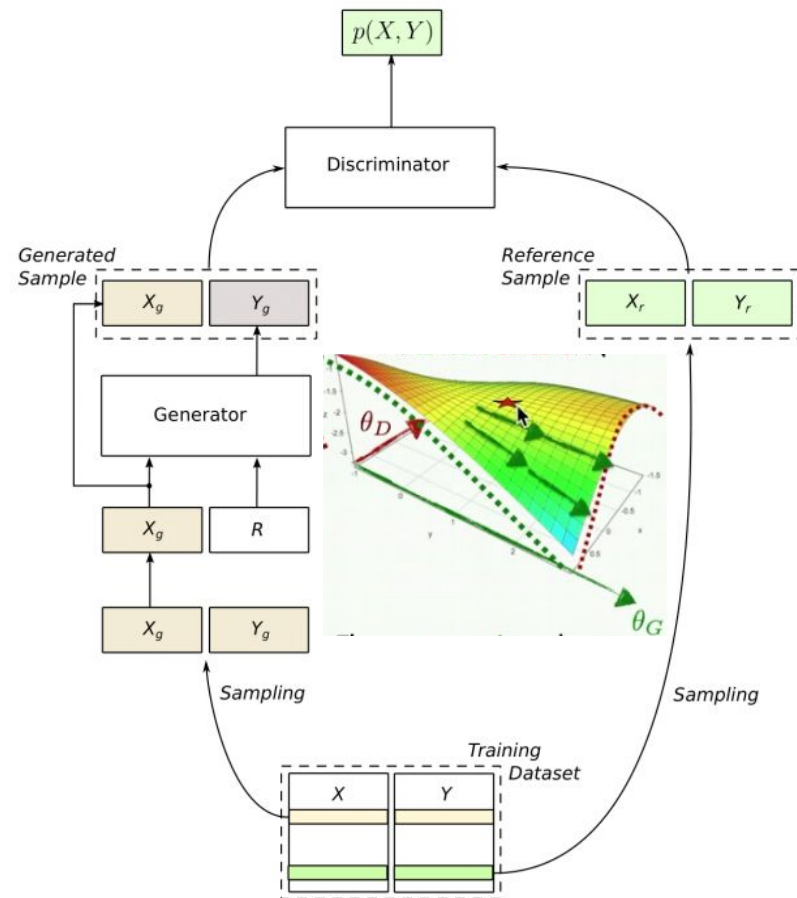 p(X, Y)
Discriminator
Generated
Sample
Reference
Sample
X_g
Y_g
X_r
Y_r
Generator
θ_D
θ_G
X_g
R
X_g
Y_g
Sampling
Sampling
Training
Dataset
X
Y